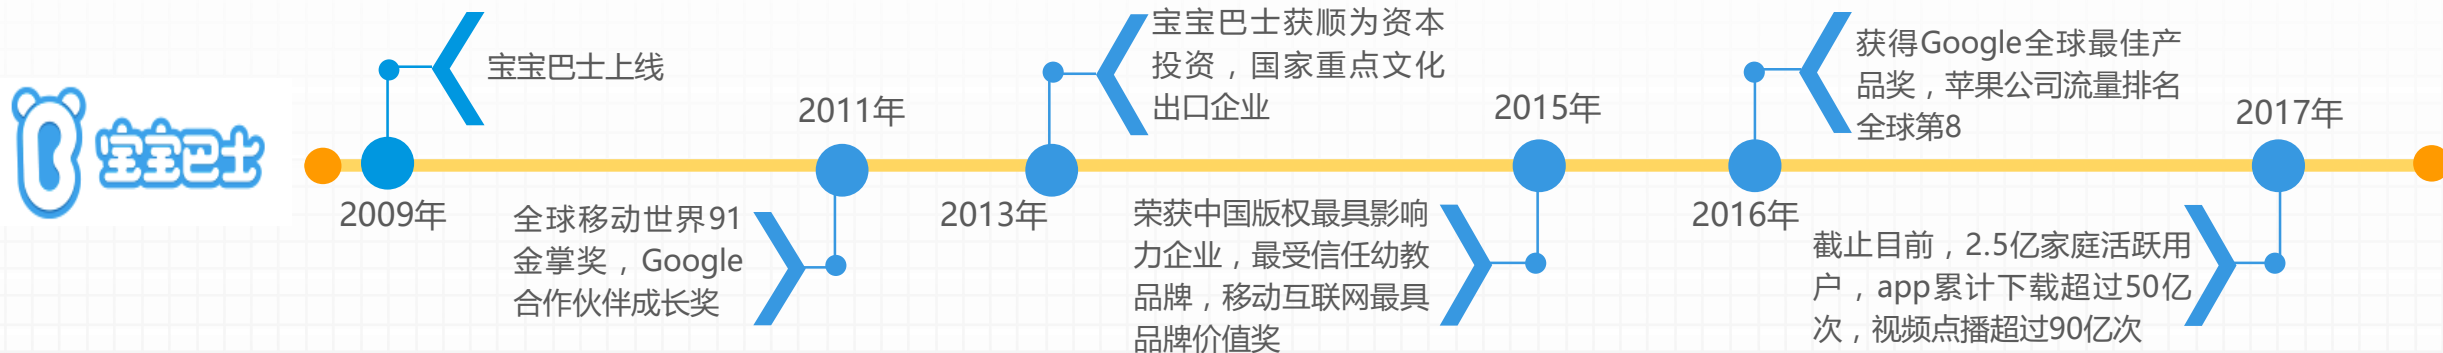 宝宝巴士
2009年
宝宝巴士上线
2011年
全球移动世界91
金掌奖，Google
合作伙伴成长奖
2013年
宝宝巴士获顺为资本
投资，国家重点文化
出口企业
2015年
荣获中国版权最具影响
力企业，最受信任幼教
品牌，移动互联网最具
品牌价值奖
2016年
获得Google全球最佳产
品奖，苹果公司流量排名
全球第8
2017年
截止目前，2.5亿家庭活跃用
户，app累计下载超过50亿
次，视频点播超过90亿次